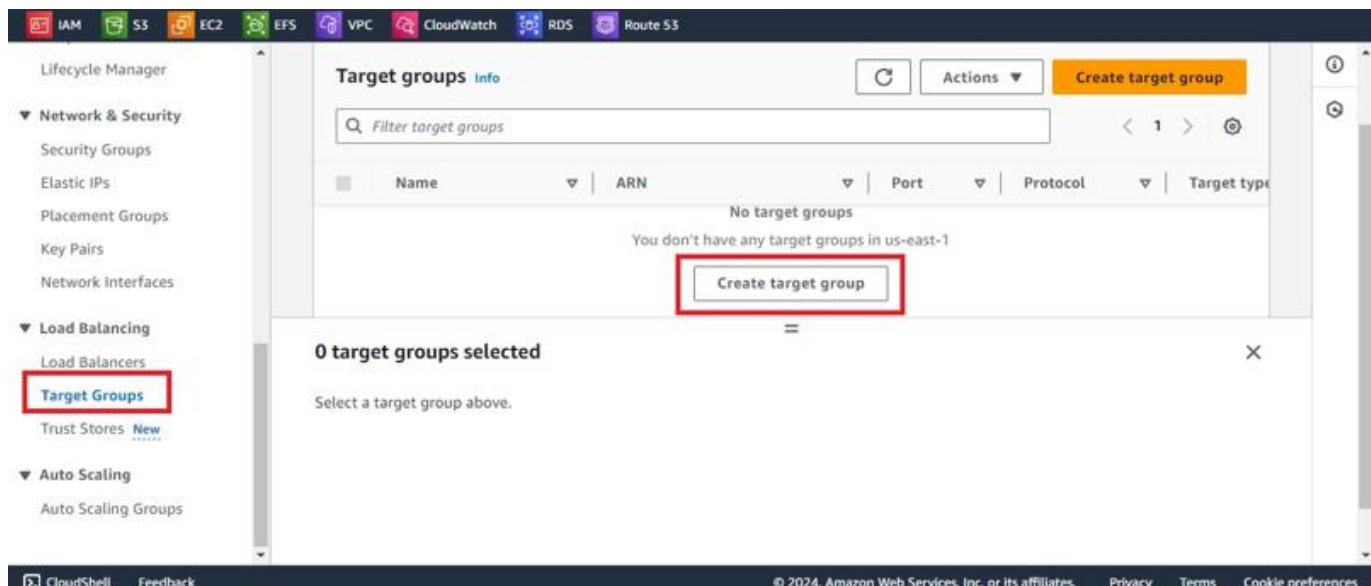 IAM S3 EC2 EFS VPC CloudWatch RDS Route 53
Lifecycle Manager
Network & Security
Security Groups
Elastic IPs
Placement Groups
Key Pairs
Network Interfaces
Load Balancing
Load Balancers
Target Groups
Trust Stores New
Auto Scaling
Auto Scaling Groups
Target groups Info
Actions
Create target group
Filter target groups
1
Name ARN Port Protocol Target type
No target groups
You don't have any target groups in us-east-1
Create target group
0 target groups selected
Select a target group above.
CloudShell Feedback © 2024, Amazon Web Services, Inc. or its affiliates. Privacy Terms Cookie preferences